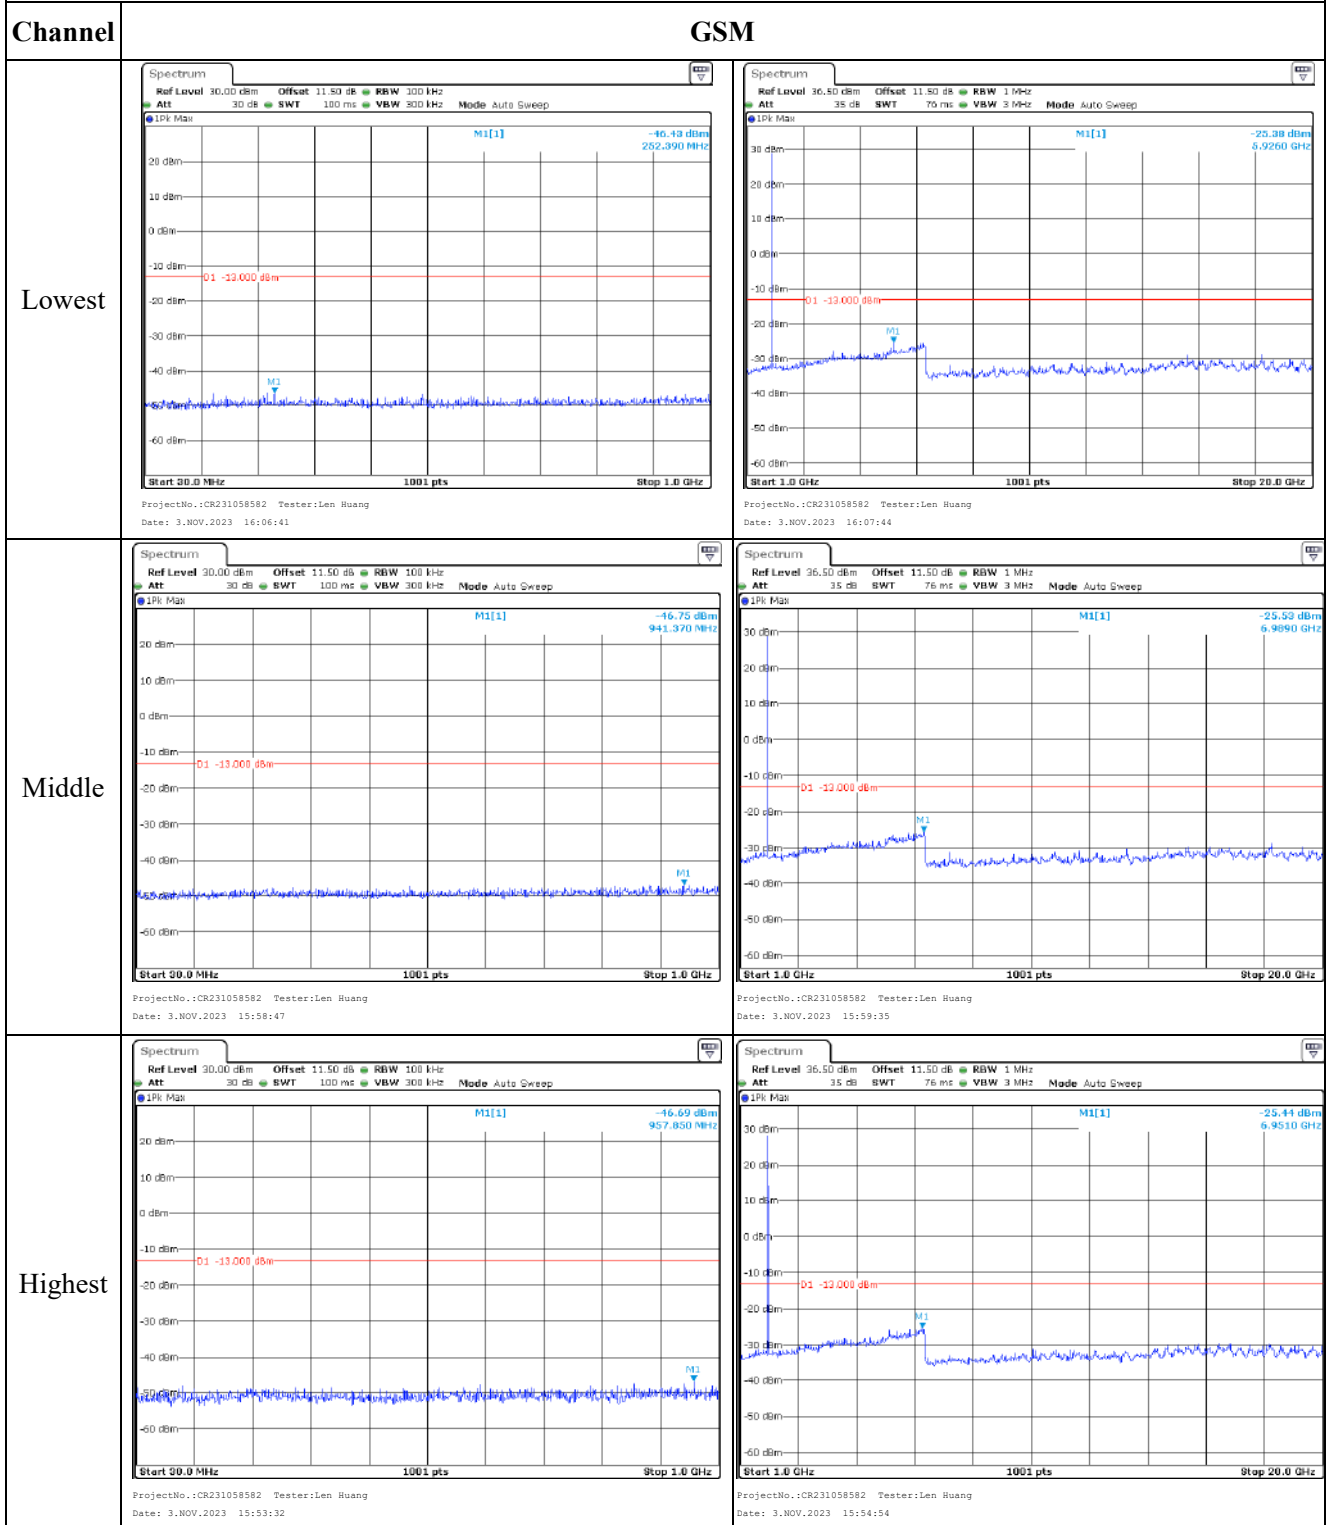 Channel GSM
Lowest
Spectrum
Ref Level 30.00 dBm Offset 11.50 dB RBW 100 kHz
Att 30 dB SWT 100 ms VBW 300 kHz Mode Auto Sweep
1Pk Max
M1[1] -46.43 dBm
252.390 MHz
20 dBm
10 dBm
0 dBm
-10 dBm
D1 -13.000 dBm
-20 dBm
-30 dBm
-40 dBm
M1
-50 dBm
-60 dBm
Start 30.0 MHz 1001 pts Stop 1.0 GHz
ProjectNo.:CR231058582 Tester:Len Huang
Date: 3.NOV.2023 16:06:41
Spectrum
Ref Level 36.50 dBm Offset 11.50 dB RBW 1 MHz
Att 35 dB SWT 76 ms VBW 3 MHz Mode Auto Sweep
1Pk Max
M1[1] -25.38 dBm
5.9260 GHz
30 dBm
20 dBm
10 dBm
0 dBm
-10 dBm
D1 -13.000 dBm
-20 dBm
M1
-30 dBm
-40 dBm
-50 dBm
-60 dBm
Start 1.0 GHz 1001 pts Stop 20.0 GHz
ProjectNo.:CR231058582 Tester:Len Huang
Date: 3.NOV.2023 16:07:44
Middle
Spectrum
Ref Level 30.00 dBm Offset 11.50 dB RBW 100 kHz
Att 30 dB SWT 100 ms VBW 300 kHz Mode Auto Sweep
1Pk Max
M1[1] -46.75 dBm
941.370 MHz
20 dBm
10 dBm
0 dBm
-10 dBm
D1 -13.000 dBm
-20 dBm
-30 dBm
-40 dBm
M1
-50 dBm
-60 dBm
Start 30.0 MHz 1001 pts Stop 1.0 GHz
ProjectNo.:CR231058582 Tester:Len Huang
Date: 3.NOV.2023 15:58:47
Spectrum
Ref Level 36.50 dBm Offset 11.50 dB RBW 1 MHz
Att 35 dB SWT 76 ms VBW 3 MHz Mode Auto Sweep
1Pk Max
M1[1] -25.53 dBm
6.9890 GHz
30 dBm
20 dBm
10 dBm
0 dBm
-10 dBm
D1 -13.000 dBm
-20 dBm
M1
-30 dBm
-40 dBm
-50 dBm
-60 dBm
Start 1.0 GHz 1001 pts Stop 20.0 GHz
ProjectNo.:CR231058582 Tester:Len Huang
Date: 3.NOV.2023 15:59:35
Highest
Spectrum
Ref Level 30.00 dBm Offset 11.50 dB RBW 100 kHz
Att 30 dB SWT 100 ms VBW 300 kHz Mode Auto Sweep
1Pk Max
M1[1] -46.69 dBm
957.850 MHz
20 dBm
10 dBm
0 dBm
-10 dBm
D1 -13.000 dBm
-20 dBm
-30 dBm
-40 dBm
M1
-50 dBm
-60 dBm
Start 30.0 MHz 1001 pts Stop 1.0 GHz
ProjectNo.:CR231058582 Tester:Len Huang
Date: 3.NOV.2023 15:53:32
Spectrum
Ref Level 36.50 dBm Offset 11.50 dB RBW 1 MHz
Att 35 dB SWT 76 ms VBW 3 MHz Mode Auto Sweep
1Pk Max
M1[1] -25.44 dBm
6.9510 GHz
30 dBm
20 dBm
10 dBm
0 dBm
-10 dBm
D1 -13.000 dBm
-20 dBm
M1
-30 dBm
-40 dBm
-50 dBm
-60 dBm
Start 1.0 GHz 1001 pts Stop 20.0 GHz
ProjectNo.:CR231058582 Tester:Len Huang
Date: 3.NOV.2023 15:54:54